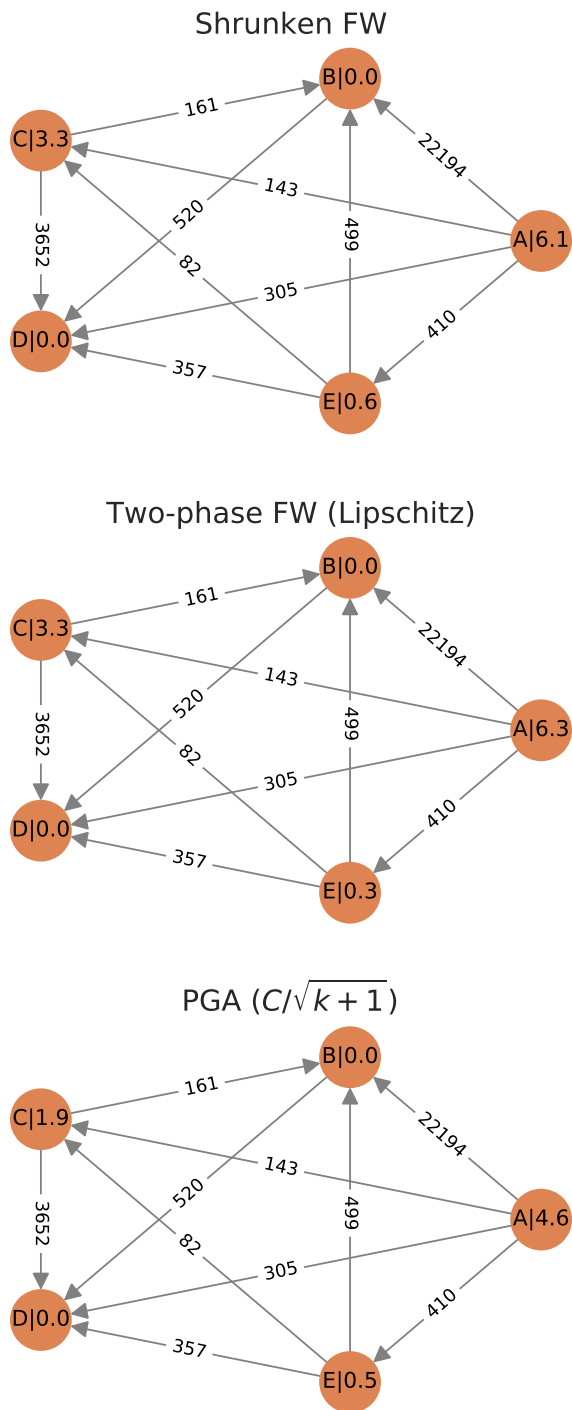 Shrunken FW
B|0.0
161
C|3.3
22194
143
520
3652
499
A|6.1
82
305
410
D|0.0
357
E|0.6
Two-phase FW (Lipschitz)
B|0.0
161
C|3.3
22194
143
520
3652
499
A|6.3
82
305
410
D|0.0
357
E|0.3
PGA (C/√k + 1)
B|0.0
161
C|1.9
22194
143
520
3652
499
A|4.6
82
305
410
D|0.0
357
E|0.5